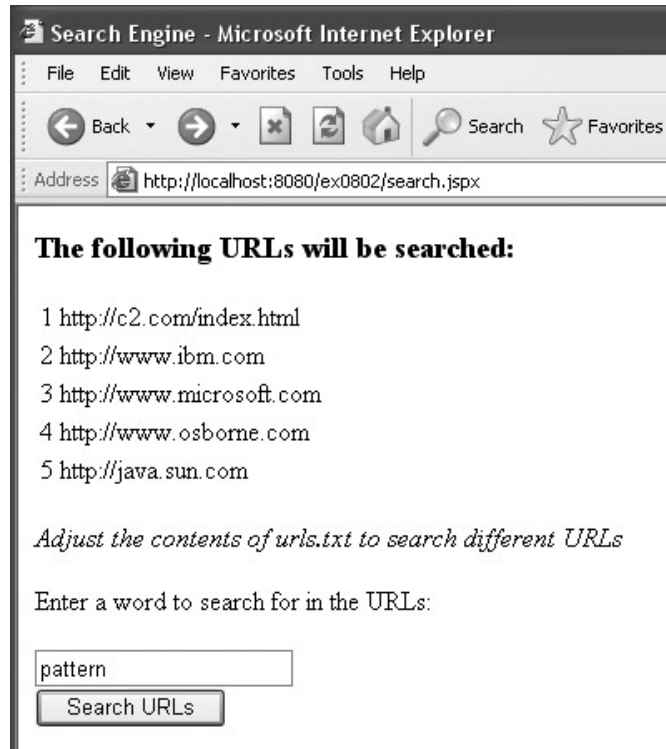 Search Engine - Microsoft Internet Explorer
File Edit View Favorites Tools Help
Back Search Favorites
Address http://localhost:8080/ex0802/search.jspx
The following URLs will be searched:
1 http://c2.com/index.html
2 http://www.ibm.com
3 http://www.microsoft.com
4 http://www.osborne.com
5 http://java.sun.com
Adjust the contents of urls.txt to search different URLs
Enter a word to search for in the URLs:
pattern
Search URLs